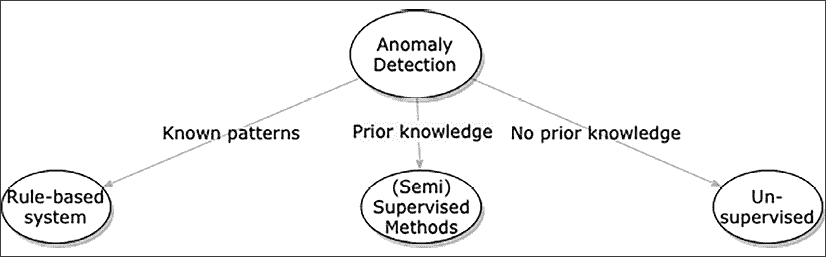 Anomaly
Detection
Known patterns
Prior knowledge
No prior knowledge
Rule-based
system
(Semi)
Supervised
Methods
Un-
supervised